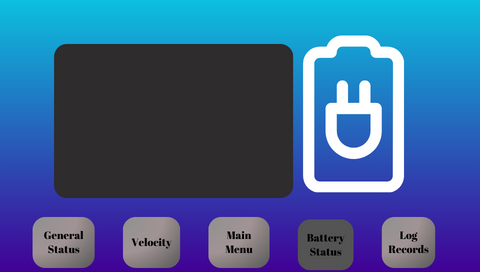 General
Status
Velocity
Main
Menu
Battery
Status
Log
Records